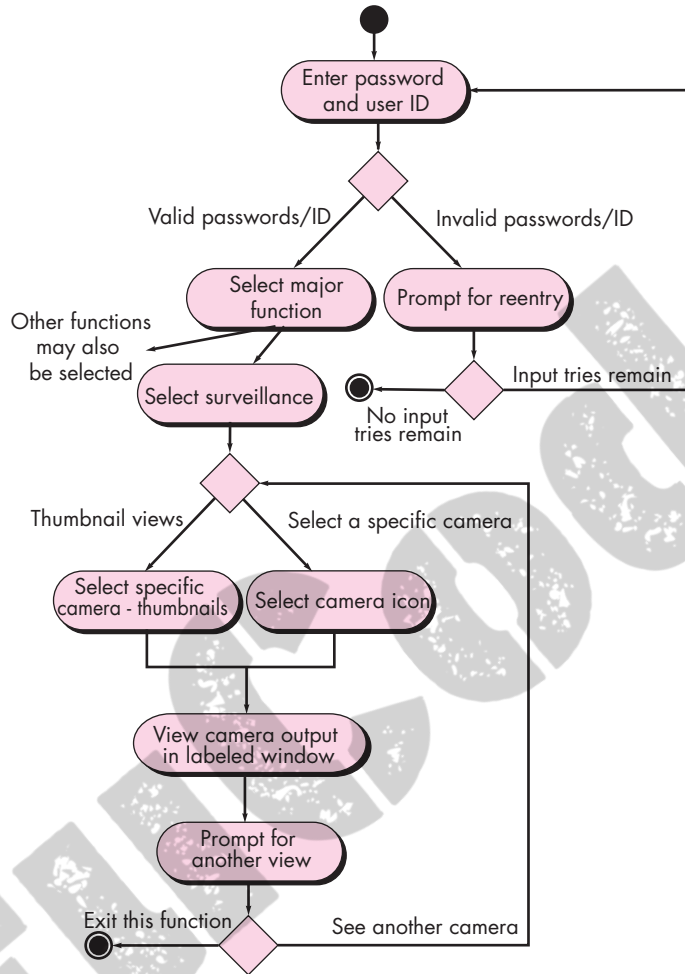 Enter password
and user ID
Valid passwords/ID
Invalid passwords/ID
Select major
function
Prompt for reentry
Other functions
may also
be selected
Input tries remain
No input
tries remain
Select surveillance
Thumbnail views
Select a specific camera
Select specific
camera - thumbnails
Select camera icon
View camera output
in labeled window
Prompt for
another view
Exit this function
See another camera